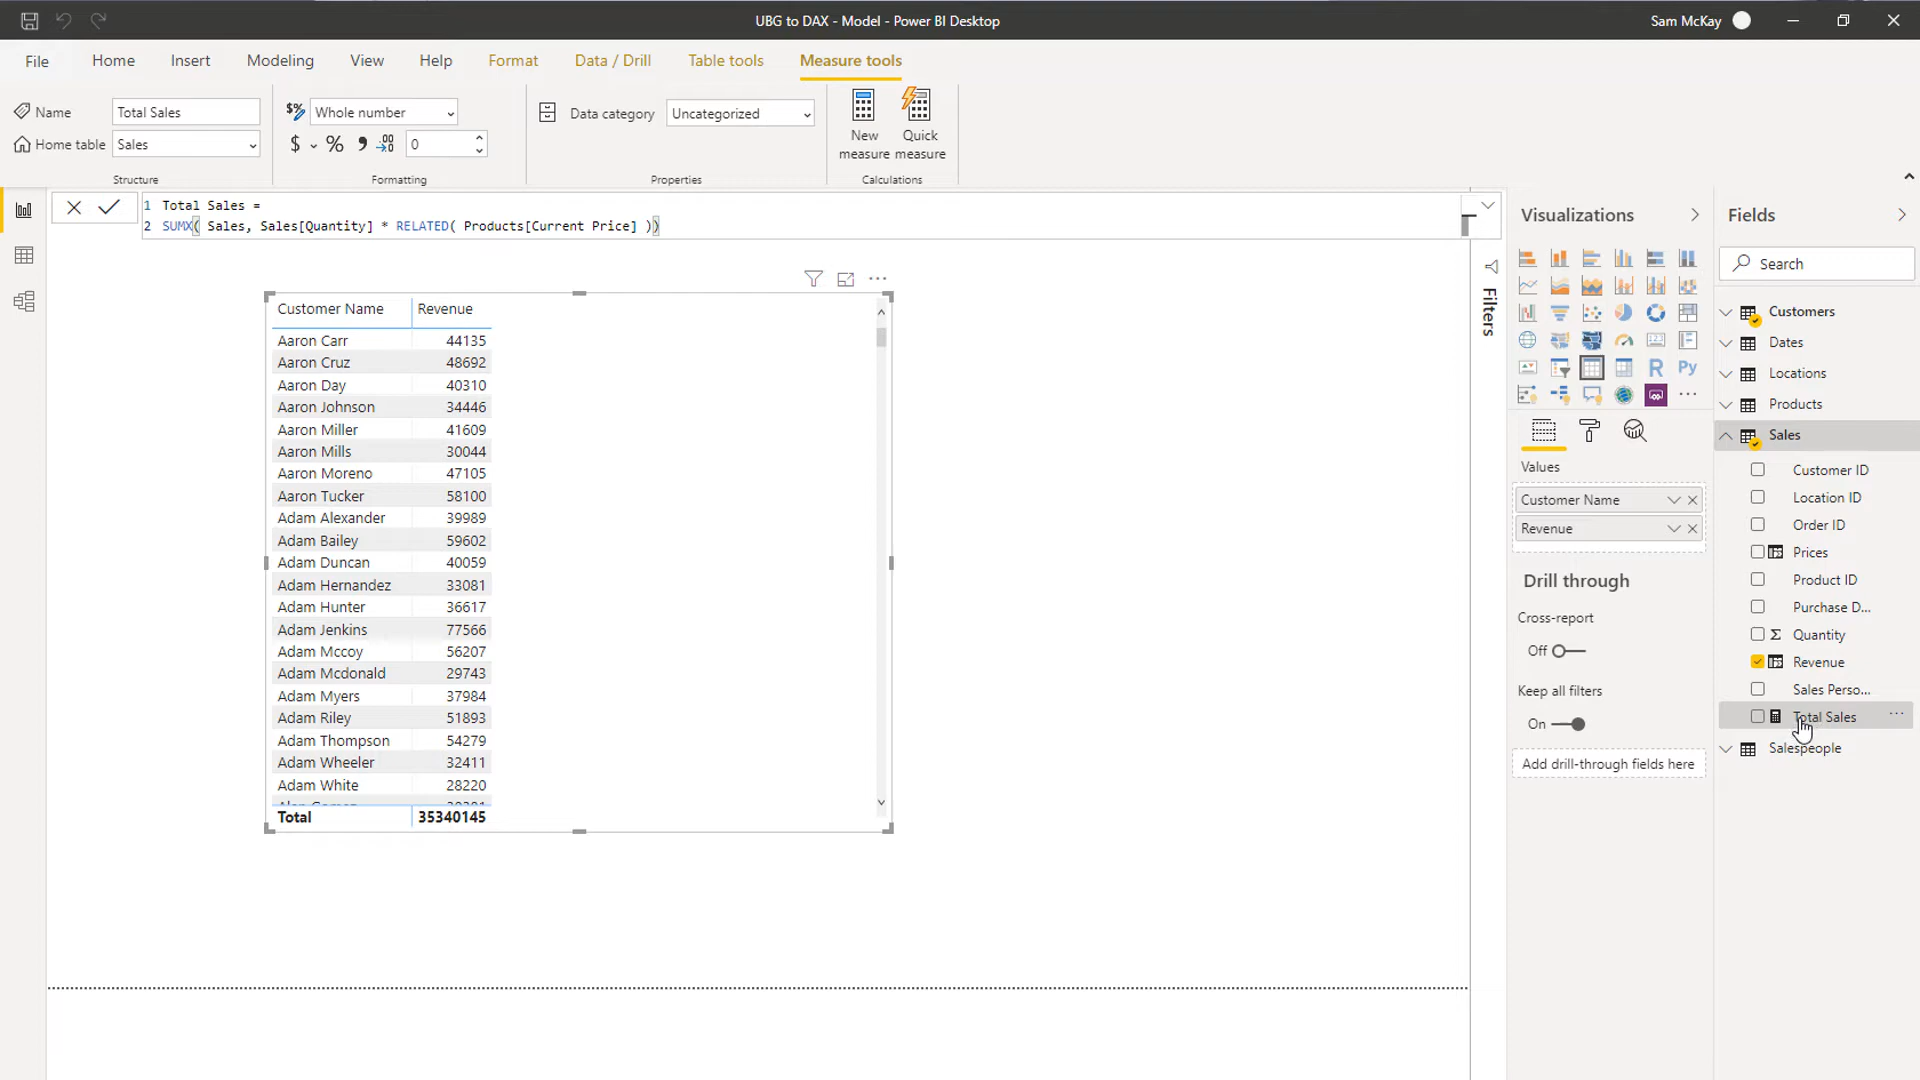 UBG to DAX - Model - Power BI Desktop
Sam McKay
File Home Insert Modeling View Help Format Data / Drill Table tools Measure tools
Name Total Sales
Home table Sales
Structure
Whole number
$ % 9 .00 0
Formatting
Data category Uncategorized
Properties
New measure
Quick measure
Calculations
1 Total Sales =
2 SUMX( Sales, Sales[Quantity] * RELATED( Products[Current Price] ))
Customer Name Revenue
Aaron Carr 44135
Aaron Cruz 48692
Aaron Day 40310
Aaron Johnson 34446
Aaron Miller 41609
Aaron Mills 30044
Aaron Moreno 47105
Aaron Tucker 58100
Adam Alexander 39989
Adam Bailey 59602
Adam Duncan 40059
Adam Hernandez 33081
Adam Hunter 36617
Adam Jenkins 77566
Adam Mccoy 56207
Adam Mcdonald 29743
Adam Myers 37984
Adam Riley 51893
Adam Thompson 54279
Adam Wheeler 32411
Adam White 28220
Total 35340145
Filters
Visualizations
R Py
Values
Customer Name
Revenue
Drill through
Cross-report
Off
Keep all filters
On
Add drill-through fields here
Fields
Search
Customers
Dates
Locations
Products
Sales
Customer ID
Location ID
Order ID
Prices
Product ID
Purchase D...
Σ Quantity
Revenue
Sales Perso...
Total Sales
Salespeople